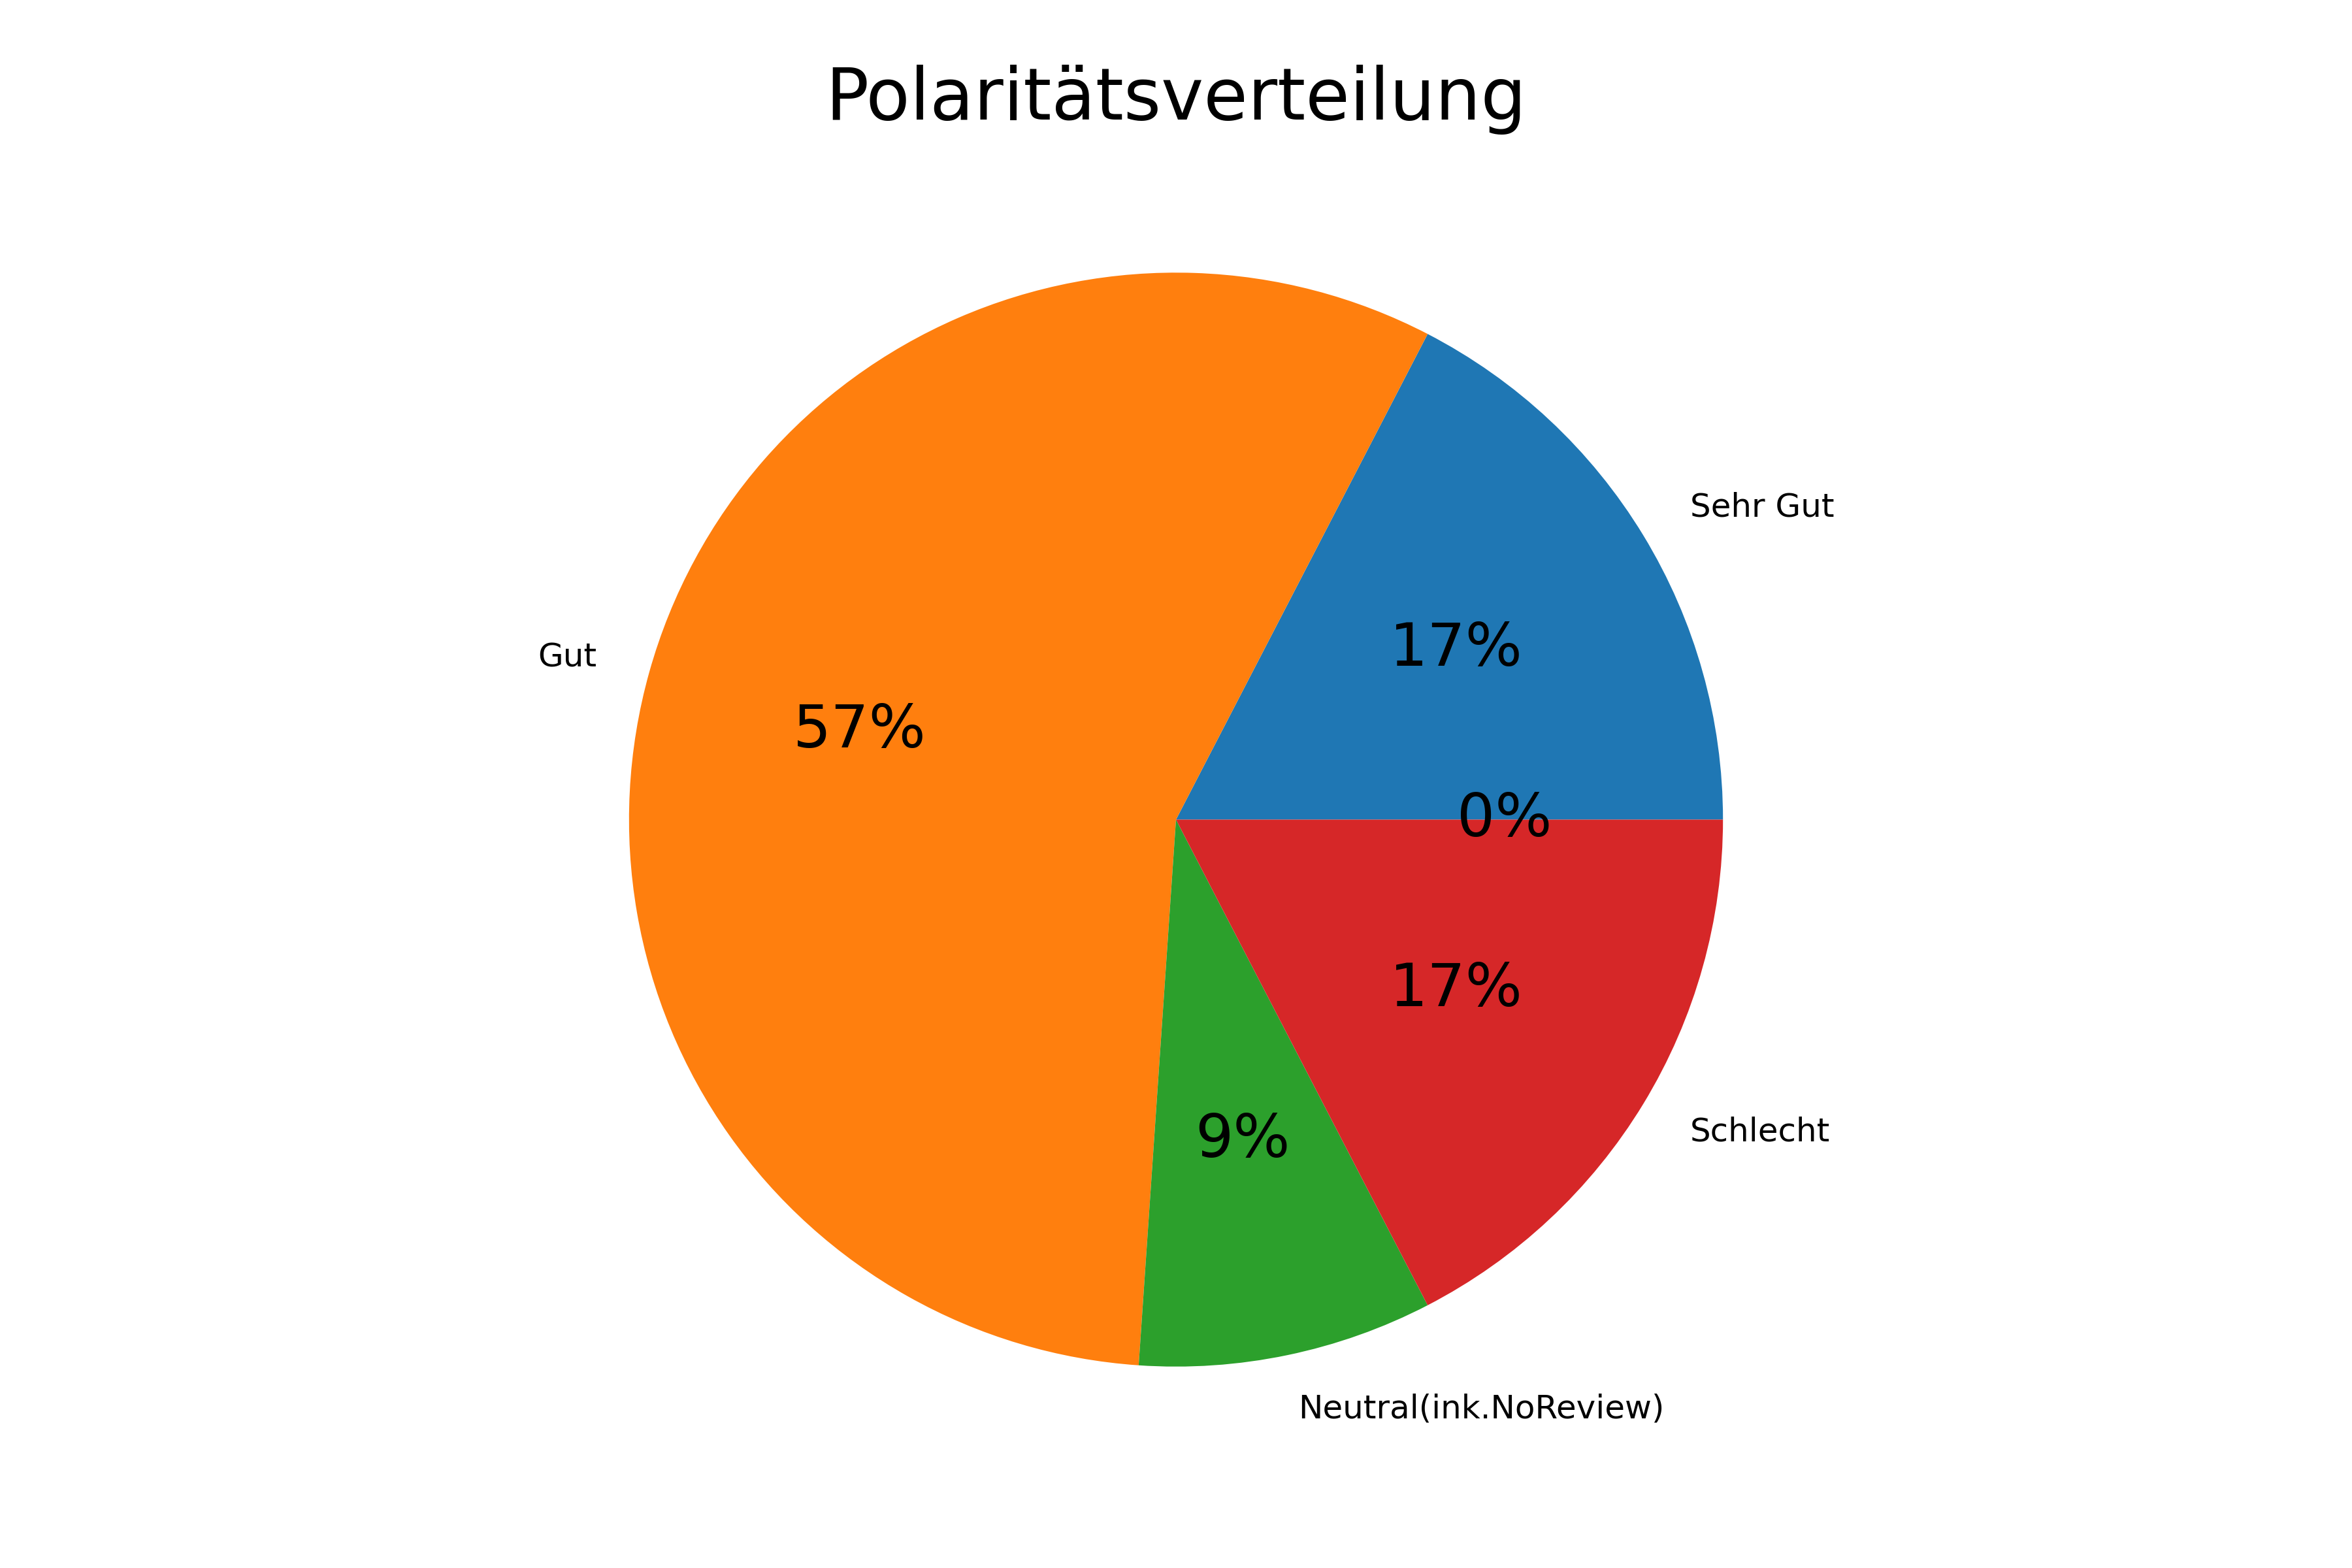 Polaritätsverteilung
Sehr Gut
17%
Gut
57%
0%
17%
Schlecht
9%
Neutral(ink.NoReview)